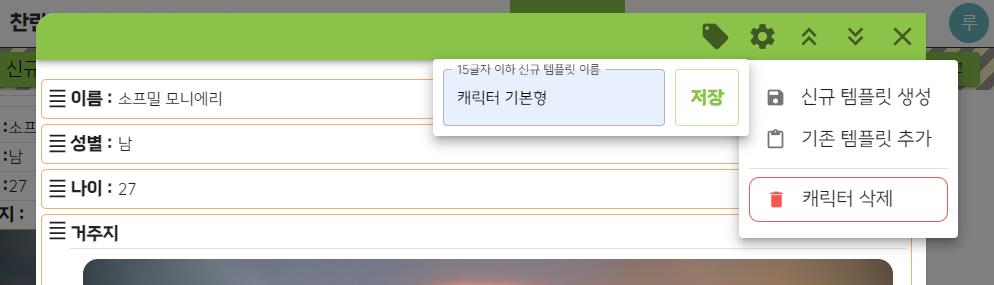 찬란
루
신규
15글자 이하 신규 템플릿 이름
캐릭터 기본형
저장
신규 템플릿 생성
기존 템플릿 추가
캐릭터 삭제
이름 : 소프밀 모니에리
성별 : 남
나이 : 27
거주지
:소프
:남
:27
지 :